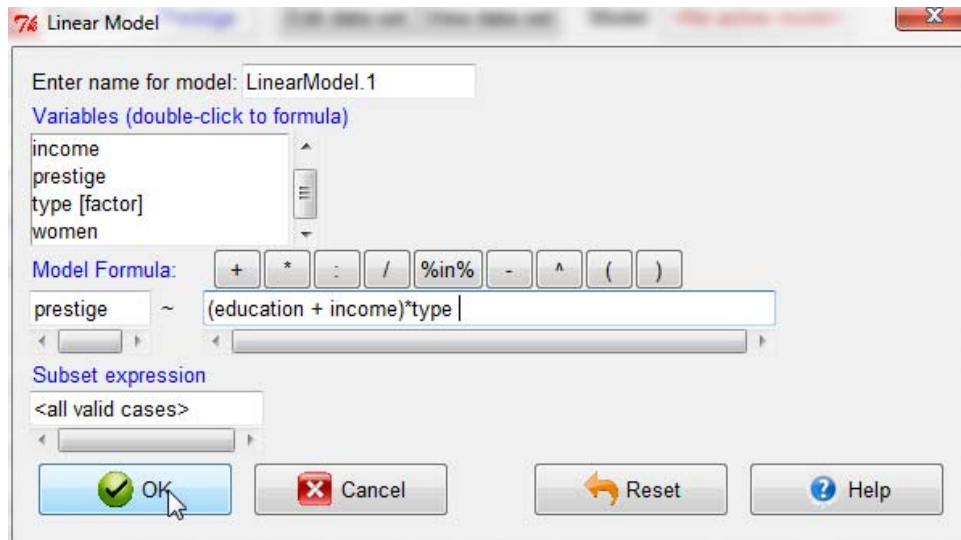 Linear Model
Enter name for model: LinearModel.1
Variables (double-click to formula)
income
prestige
type [factor]
women
Model Formula: + * : / %in% - ^ ( )
prestige ~ (education + income)*type
Subset expression
<all valid cases>
OK Cancel Reset Help